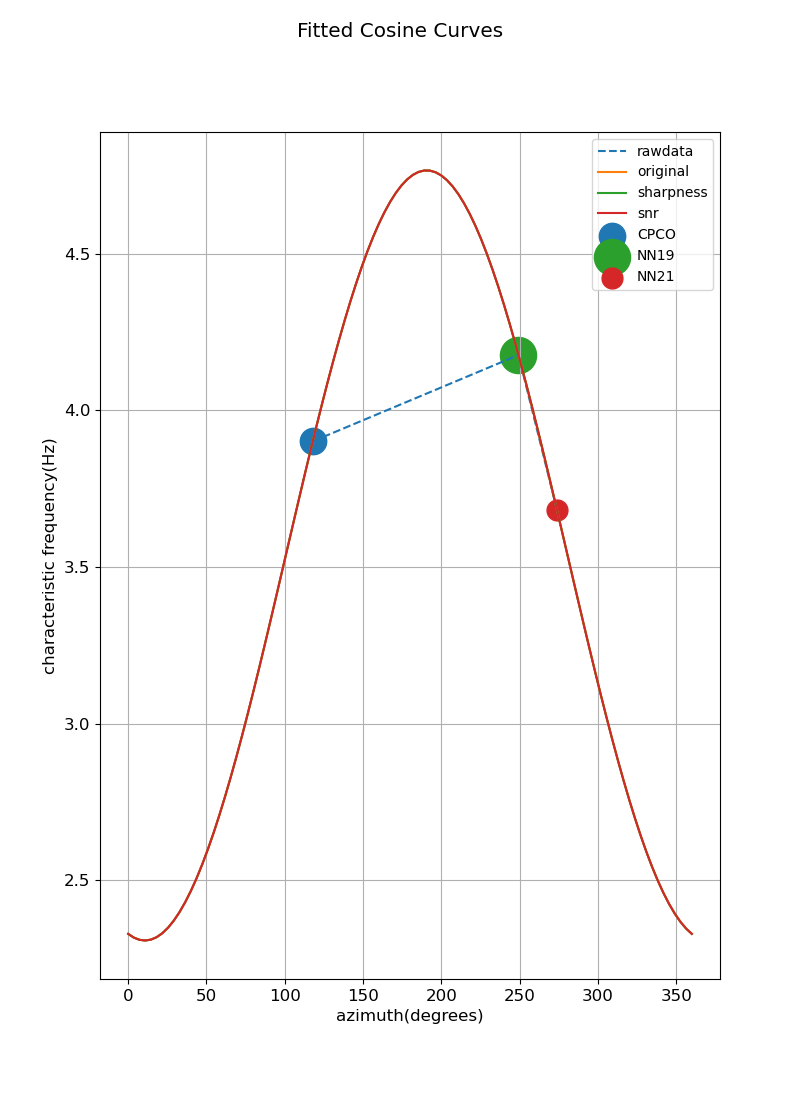 Fitted Cosine Curves
rawdata
original
sharpness
snr
CPCO
NN19
NN21
4.5
4.0
3.5
3.0
2.5
characteristic frequency(Hz)
0 50 100 150 200 250 300 350
azimuth(degrees)